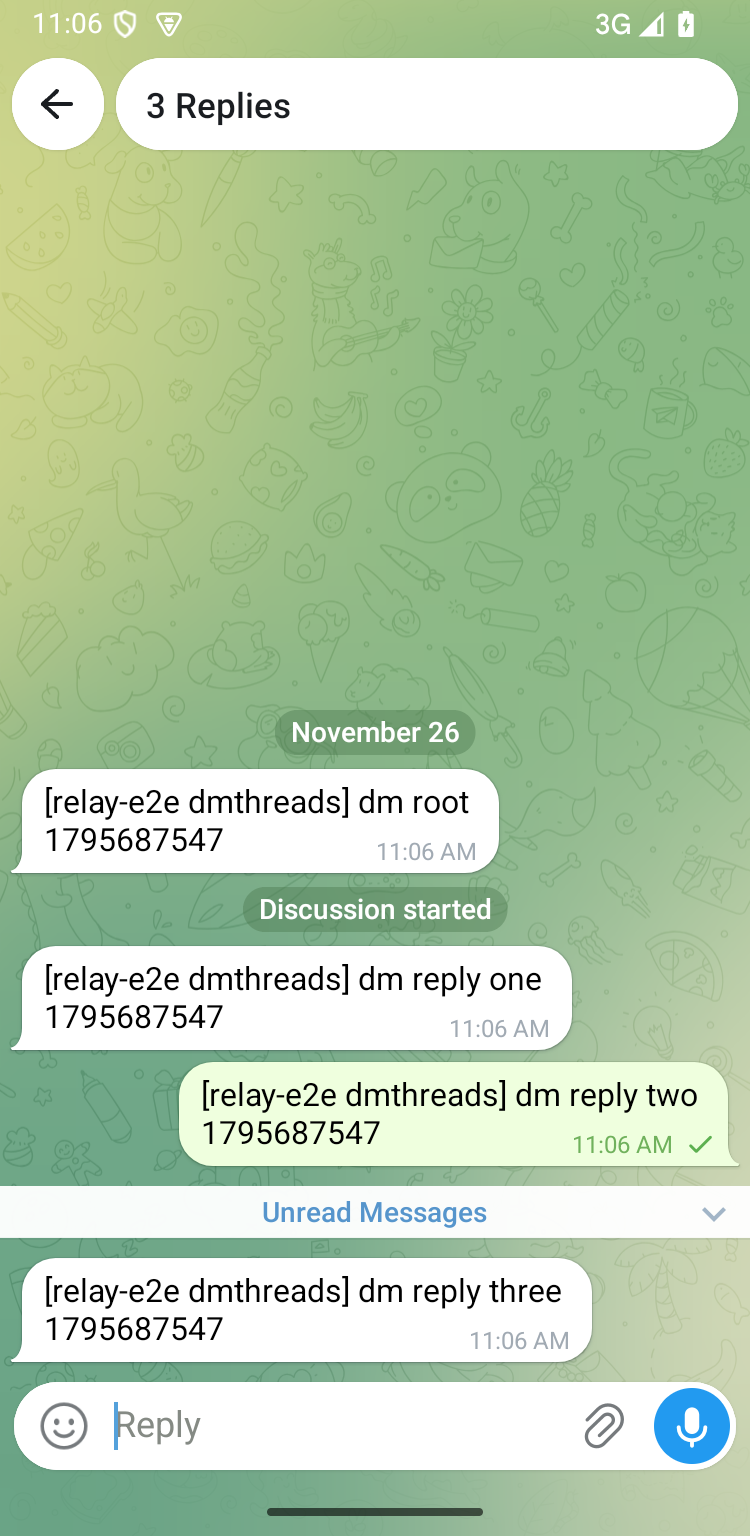 11:06
3G
3 Replies
November 26
[relay-e2e dmthreads] dm root
1795687547
11:06 AM
Discussion started
[relay-e2e dmthreads] dm reply one
1795687547
11:06 AM
[relay-e2e dmthreads] dm reply two
1795687547
11:06 AM
Unread Messages
[relay-e2e dmthreads] dm reply three
1795687547
11:06 AM
Reply